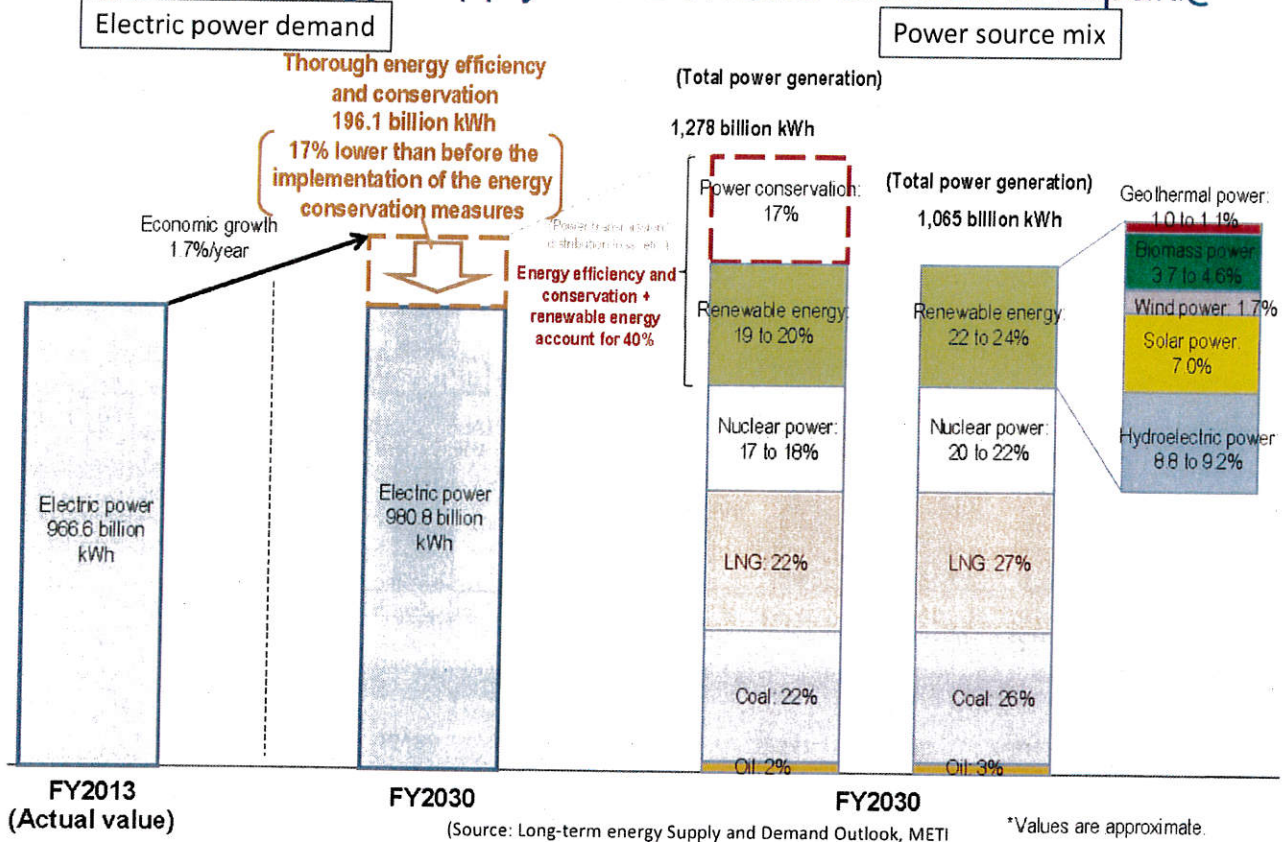 Electric power demand
Power source mix
Thorough energy efficiency
and conservation
196.1 billion kWh
17% lower than before the
implementation of the energy
conservation measures
Economic growth
1.7%/year
Energy efficiency and
conservation +
renewable energy
account for 40%
Electric power
966.6 billion
kWh
Electric power
980.8 billion
kWh
(Total power generation)
1,278 billion kWh
Power conservation:
17%
Renewable energy:
19 to 20%
Nuclear power:
17 to 18%
LNG: 22%
Coal: 22%
Oil: 2%
(Total power generation)
1,065 billion kWh
Renewable energy:
22 to 24%
Nuclear power:
20 to 22%
LNG: 27%
Coal: 26%
Oil: 3%
Geothermal power:
1.0 to 1.1%
Biomass power
3.7 to 4.6%
Wind power: 1.7%
Solar power:
7.0%
Hydroelectric power
8.8 to 9.2%
FY2013
(Actual value)
FY2030
FY2030
(Source: Long-term energy Supply and Demand Outlook, METI
*Values are approximate.